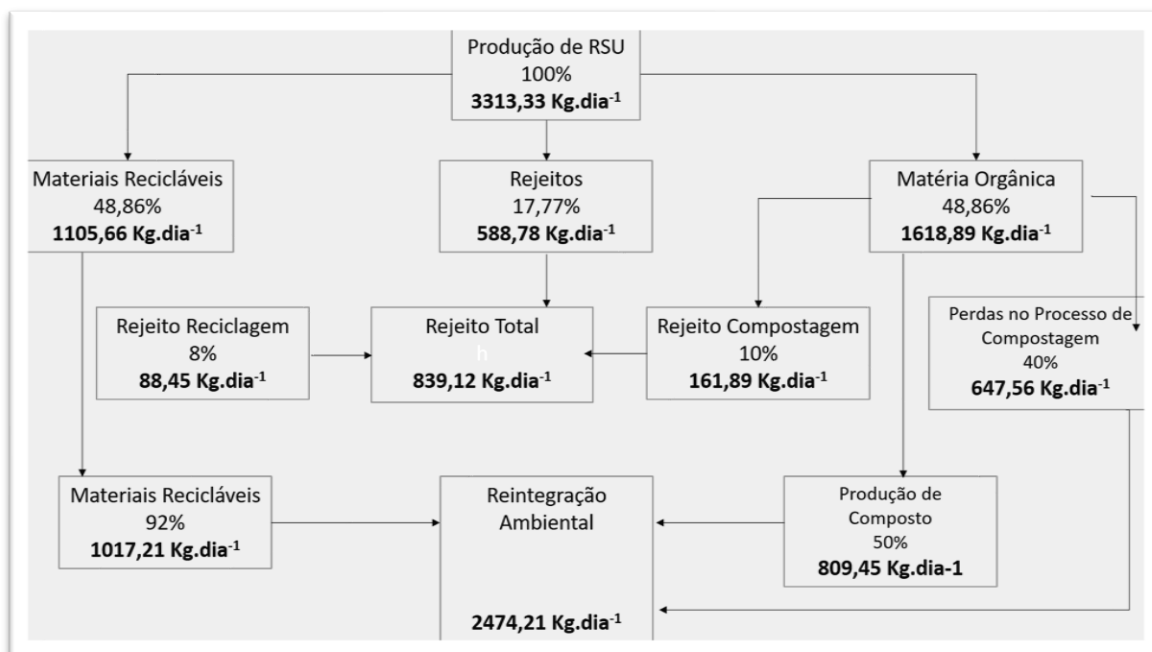 Produção de RSU
100%
3313,33 Kg.dia⁻¹
Materiais Recicláveis
48,86%
1105,66 Kg.dia⁻¹
Rejeitos
17,77%
588,78 Kg.dia⁻¹
Matéria Orgânica
48,86%
1618,89 Kg.dia⁻¹
Rejeito Reciclagem
8%
88,45 Kg.dia⁻¹
Rejeito Total
h
839,12 Kg.dia⁻¹
Rejeito Compostagem
10%
161,89 Kg.dia⁻¹
Perdas no Processo de
Compostagem
40%
647,56 Kg.dia⁻¹
Materiais Recicláveis
92%
1017,21 Kg.dia⁻¹
Reintegração
Ambiental
2474,21 Kg.dia⁻¹
Produção de
Composto
50%
809,45 Kg.dia-1